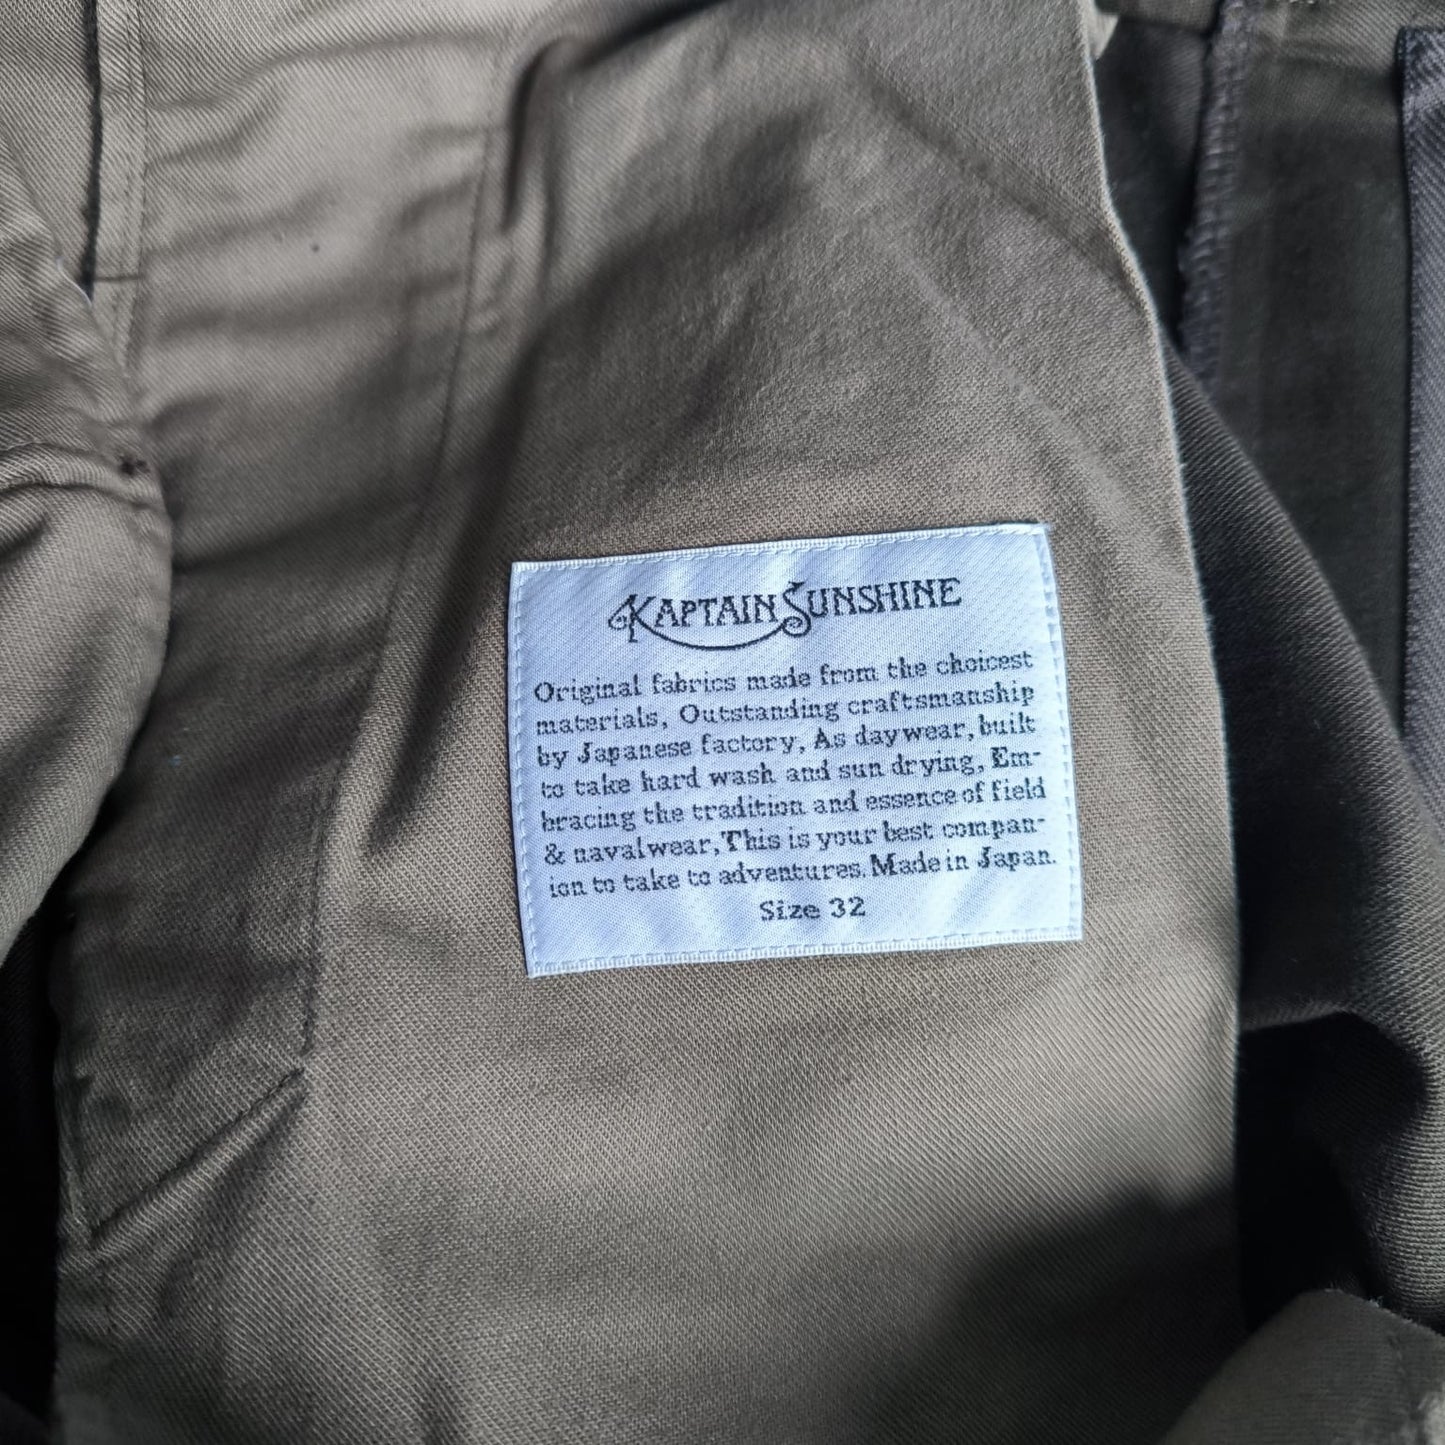 KAPTAIN SUNSHINE
Original fabrics made from the choicest
materials, Outstanding craftsmanship
by Japanese factory, As daywear, built
to take hard wash and sun drying, Em-
bracing the tradition and essence of field
& navalwear, This is your best compan-
ion to take to adventures. Made in Japan.
Size 32